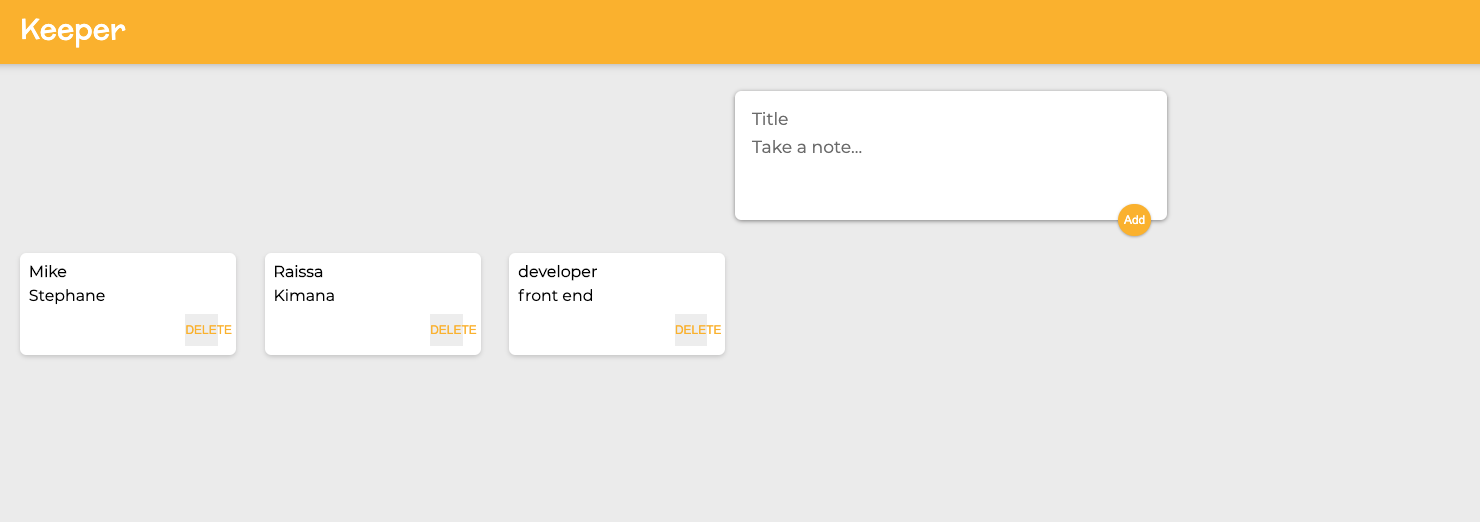 Keeper
Title
Take a note...
Add
Mike
Stephane
DELETE
Raissa
Kimana
DELETE
developer
front end
DELETE